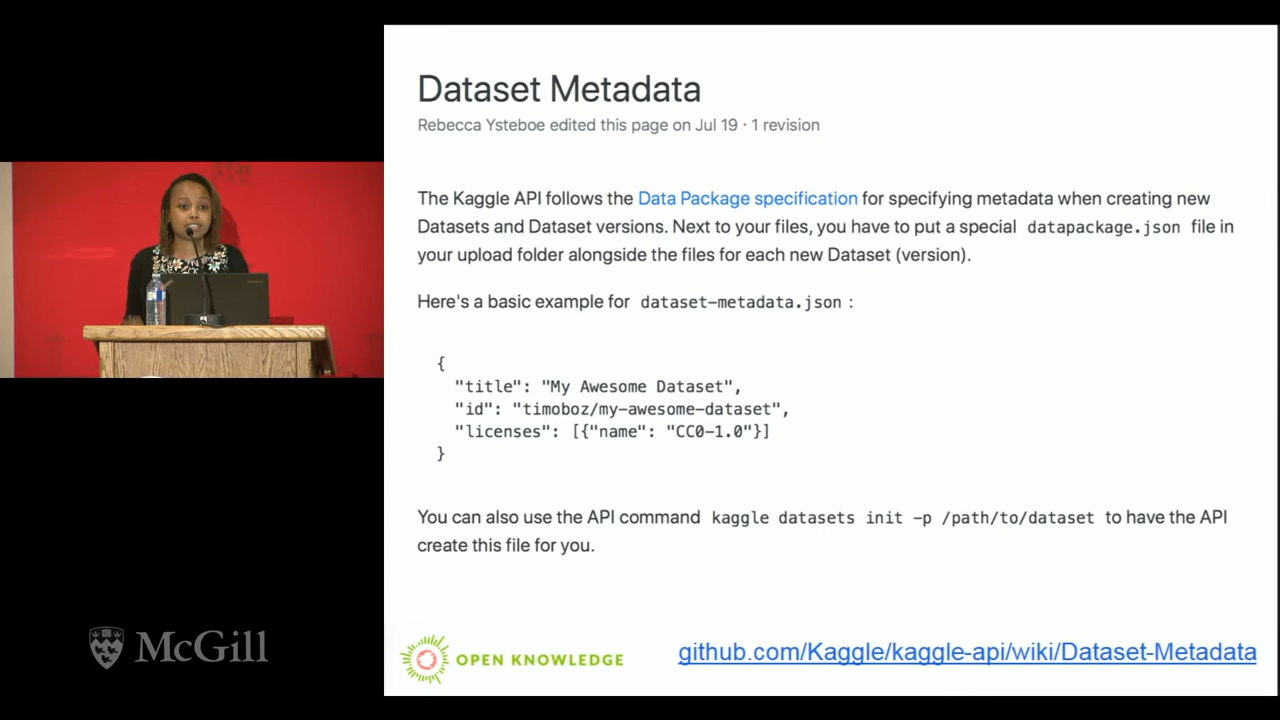 Dataset Metadata
Rebecca Ysteboe edited this page on Jul 19 · 1 revision
The Kaggle API follows the Data Package specification for specifying metadata when creating new
Datasets and Dataset versions. Next to your files, you have to put a special datapackage.json file in
your upload folder alongside the files for each new Dataset (version).
Here's a basic example for dataset-metadata.json :
{
"title": "My Awesome Dataset",
"id": "timoboz/my-awesome-dataset",
"licenses": [{"name": "CC0-1.0"}]
}
You can also use the API command kaggle datasets init -p /path/to/dataset to have the API
create this file for you.
McGill
OPEN KNOWLEDGE
github.com/Kaggle/kaggle-api/wiki/Dataset-Metadata